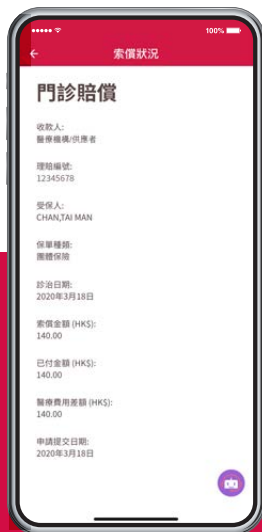 100%
索償狀況
門診賠償
收款人:
醫療機構/供應者
理賠編號:
12345678
受保人:
CHAN,TAI MAN
保單種類:
團體保險
診治日期:
2020年3月18日
索償金額 (HK$):
140.00
已付金額 (HK$):
140.00
醫療費用差額 (HK$):
140.00
申請提交日期:
2020年3月18日